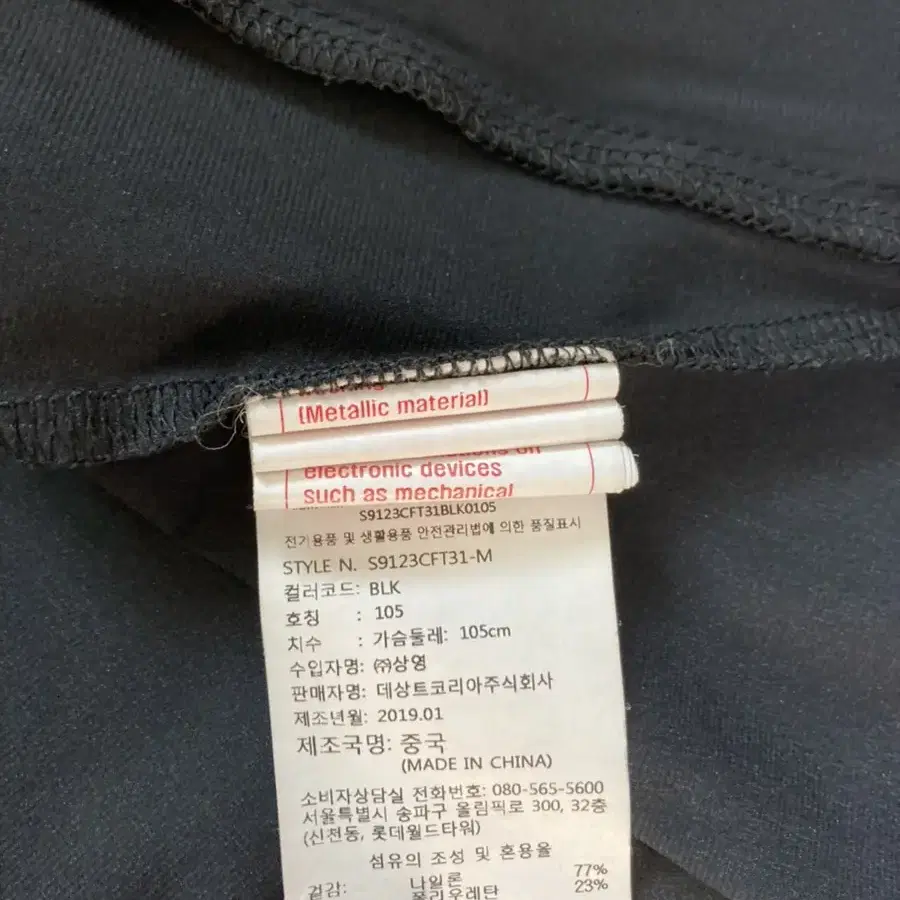 (Metallic material)
electronic devices
such as mechanical
S9123CFT31BLK0105
전기용품 및 생활용품 안전관리법에 의한 품질표시
STYLE N. S9123CFT31-M
컬러코드: BLK
호칭 : 105
치수 : 가슴둘레: 105cm
수입자명: ㈜상영
판매자명: 데상트코리아주식회사
제조년월: 2019.01
제조국명: 중국
(MADE IN CHINA)
소비자상담실 전화번호: 080-565-5600
서울특별시 송파구 올림픽로 300, 32층
(신천동, 롯데월드타워)
섬유의 조성 및 혼용율
겉감: 나일론 77%
폴리우레탄 23%